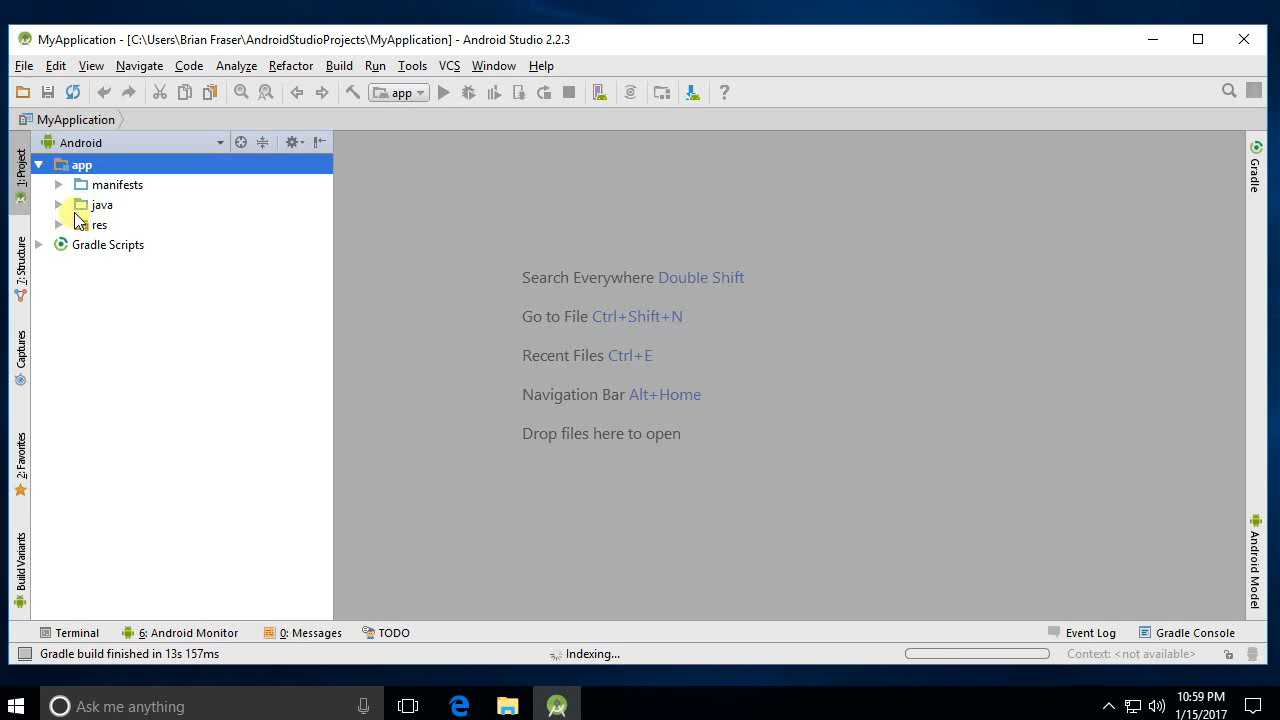 MyApplication - [C:\Users\Brian Fraser\AndroidStudioProjects\MyApplication] - Android Studio 2.2.3
File Edit View Navigate Code Analyze Refactor Build Run Tools VCS Window Help
app
MyApplication
Android
1: Project
7: Structure
Captures
2: Favorites
Build Variants
app
manifests
java
res
Gradle Scripts
Search Everywhere Double Shift
Go to File Ctrl+Shift+N
Recent Files Ctrl+E
Navigation Bar Alt+Home
Drop files here to open
Gradle
Android Model
Terminal 6: Android Monitor 0: Messages TODO Event Log Gradle Console
Gradle build finished in 13s 157ms Indexing... Context: <not available>
Ask me anything
10:59 PM
1/15/2017